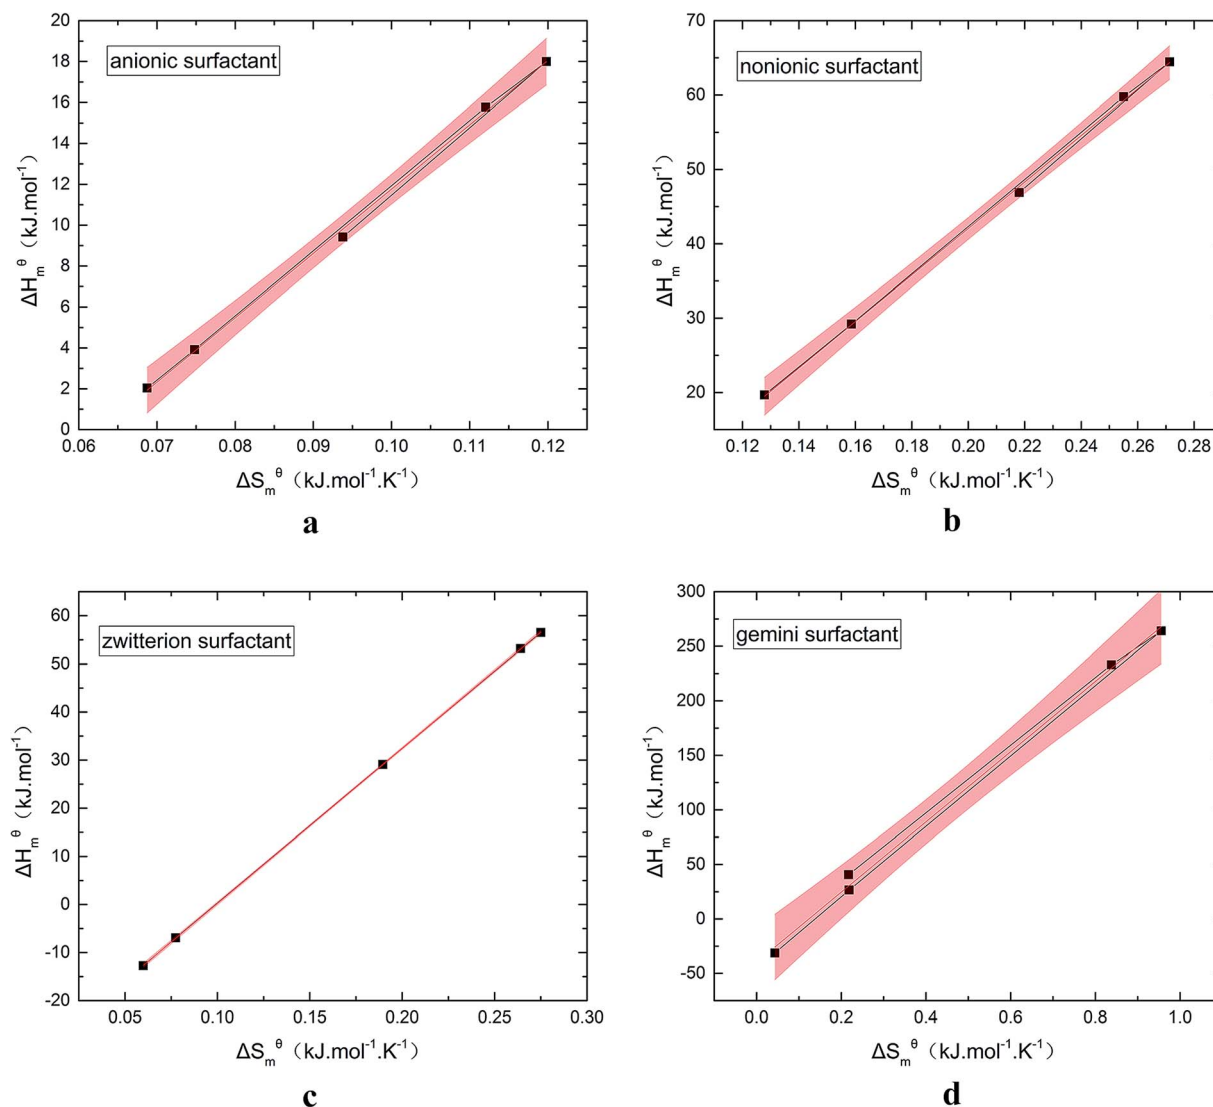 anionic surfactant
20
18
16
14
12
10
8
6
4
2
0
ΔHₘᶿ（kJ.mol⁻¹）
0.06 0.07 0.08 0.09 0.10 0.11 0.12
ΔSₘᶿ（kJ.mol⁻¹.K⁻¹）
a
nonionic surfactant
70
60
50
40
30
20
ΔHₘᶿ（kJ.mol⁻¹）
0.12 0.14 0.16 0.18 0.20 0.22 0.24 0.26 0.28
ΔSₘᶿ（kJ.mol⁻¹.K⁻¹）
b
zwitterion surfactant
60
50
40
30
20
10
0
-10
-20
ΔHₘᶿ（kJ.mol⁻¹）
0.05 0.10 0.15 0.20 0.25 0.30
ΔSₘᶿ（kJ.mol⁻¹.K⁻¹）
c
gemini surfactant
300
250
200
150
100
50
0
-50
ΔHₘᶿ（kJ.mol⁻¹）
0.0 0.2 0.4 0.6 0.8 1.0
ΔSₘᶿ（kJ.mol⁻¹.K⁻¹）
d